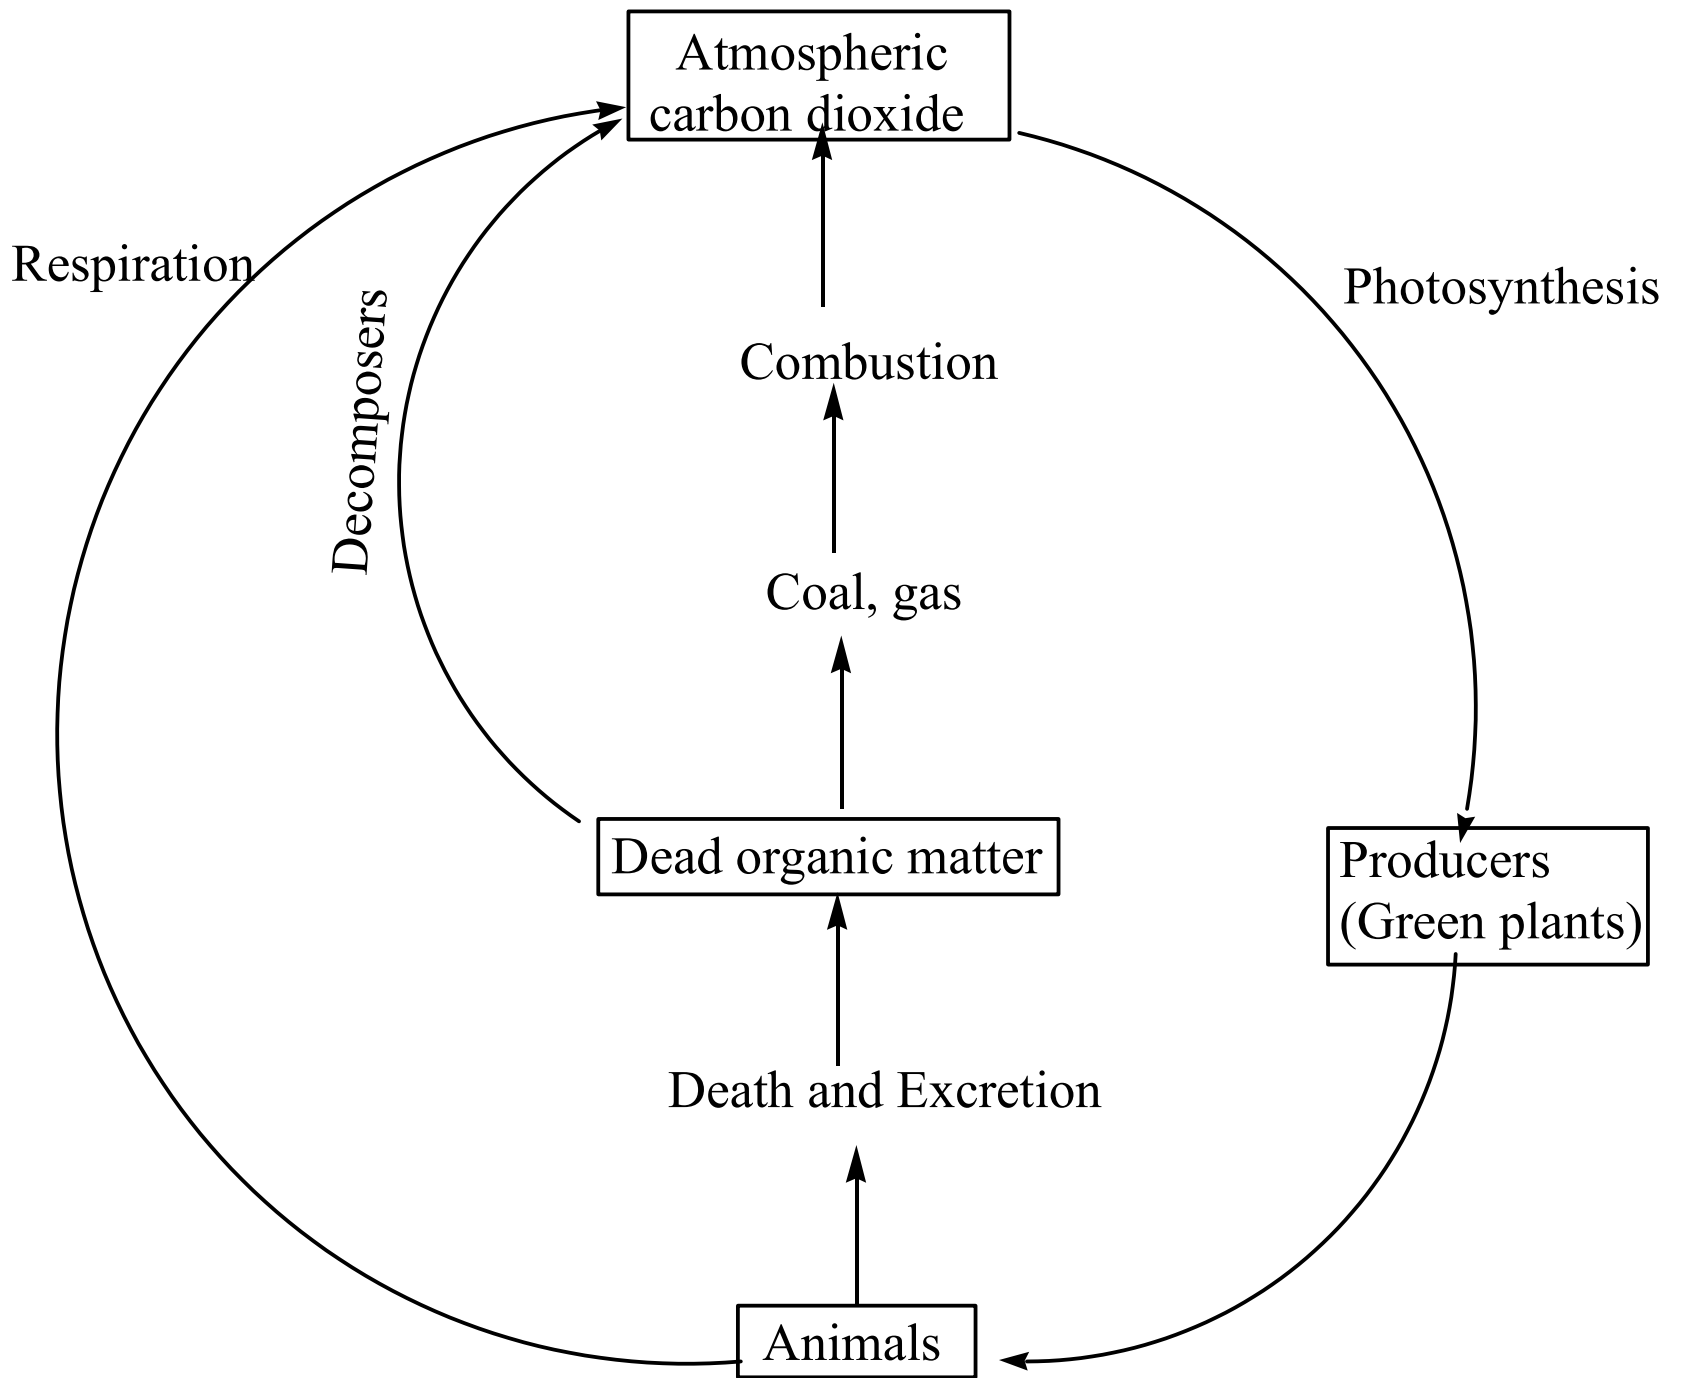 Atmospheric
carbon dioxide
Respiration
Photosynthesis
Decomposers
Combustion
Coal, gas
Dead organic matter
Producers
(Green plants)
Death and Excretion
Animals